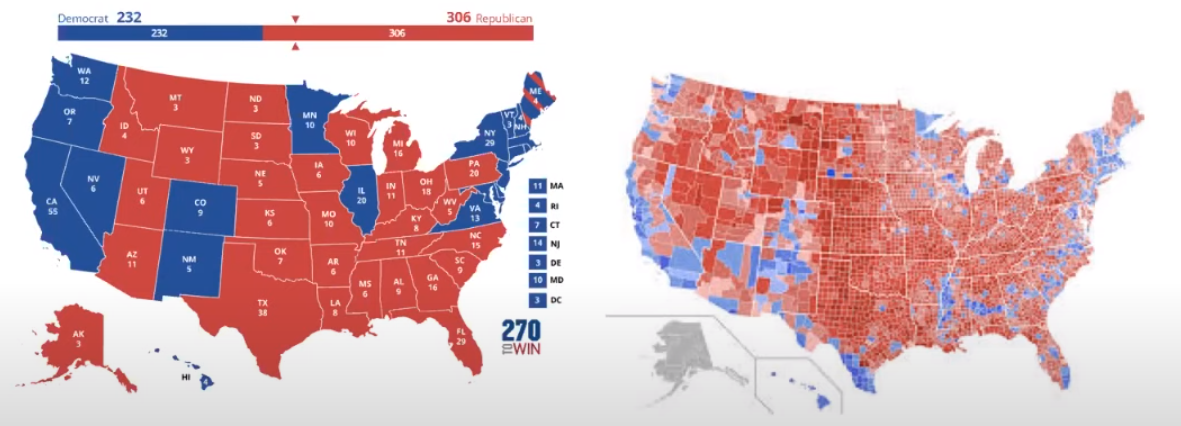 Democrat 232
306 Republican
232
306
WA
12
OR
7
CA
55
NV
6
ID
4
MT
3
WY
3
UT
6
AZ
11
CO
9
NM
5
ND
3
SD
3
NE
5
KS
6
OK
7
TX
38
MN
10
IA
6
MO
10
AR
6
LA
8
WI
10
IL
20
MI
16
IN
11
OH
18
KY
8
TN
11
MS
6
AL
9
GA
16
FL
29
SC
9
NC
15
VA
13
WV
5
PA
20
NY
29
VT
3
4
NH
ME
4
AK
3
HI
4
11 MA
4 RI
7 CT
14 NJ
3 DE
10 MD
3 DC
270
TO WIN